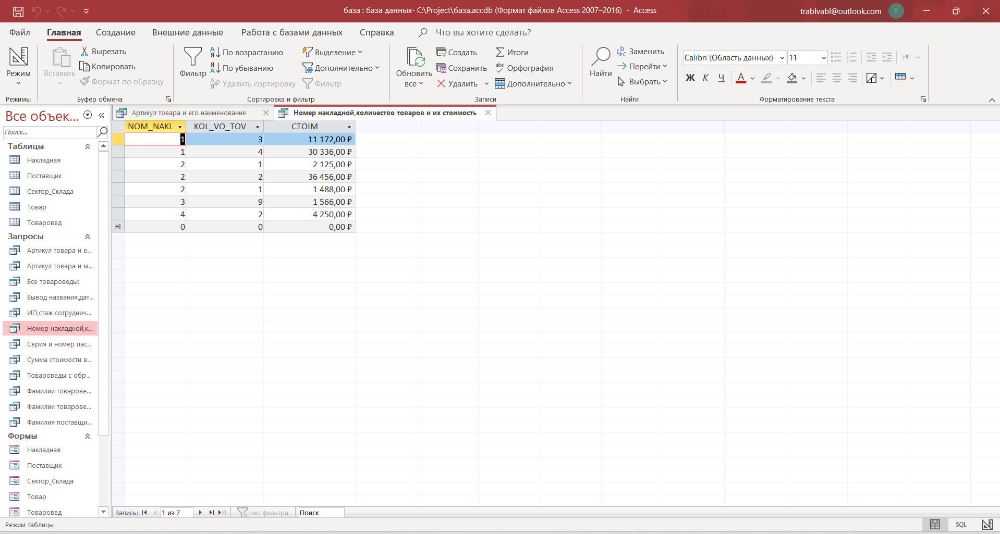 база : база данных- C:\Project\база.accdb (Формат файлов Access 2007–2016) - Access
trablvabl@outlook.com
T
Файл
Главная
Создание
Внешние данные
Работа с базами данных
Справка
Что вы хотите сделать?
Режим
Режимы
Вставить
Вырезать
Копировать
Формат по образцу
Буфер обмена
Фильтр
По возрастанию
По убыванию
Удалить сортировку
Выделение
Дополнительно
Фильтр
Сортировка и фильтр
Обновить
все
Создать
Сохранить
Удалить
Итоги
Орфография
Дополнительно
Записи
Найти
Заменить
Перейти
Выбрать
Найти
Calibri (Область данных)
11
Ж К Ч А
Форматирование текста
Все объек...
Поиск...
Таблицы
Накладная
Поставщик
Сектор_Склада
Товар
Товаровед
Запросы
Артикул товара и е...
Артикул товара и м...
Все товароведы:
Вывод названия,дат...
ИП,стаж сотруднич...
Номер накладной,к...
Серия и номер пас...
Сумма стоимости в...
Товароведы с обр...
Фамилии товарове...
Фамилии товарове...
Фамилия поставщи...
Формы
Накладная
Поставщик
Сектор_Склада
Товар
Товаровед
Артикул товара и его наименование
Номер накладной,количество товаров и их стоимость
NOM_NAKL KOL_VO_TOV CTOIM
1 3 11 172,00 ₽
1 4 30 336,00 ₽
2 1 2 125,00 ₽
2 2 36 456,00 ₽
2 1 1 488,00 ₽
3 9 1 566,00 ₽
4 2 4 250,00 ₽
0 0 0,00 ₽
Запись:
1 из 7
Нет фильтра
Поиск
Режим таблицы
SQL